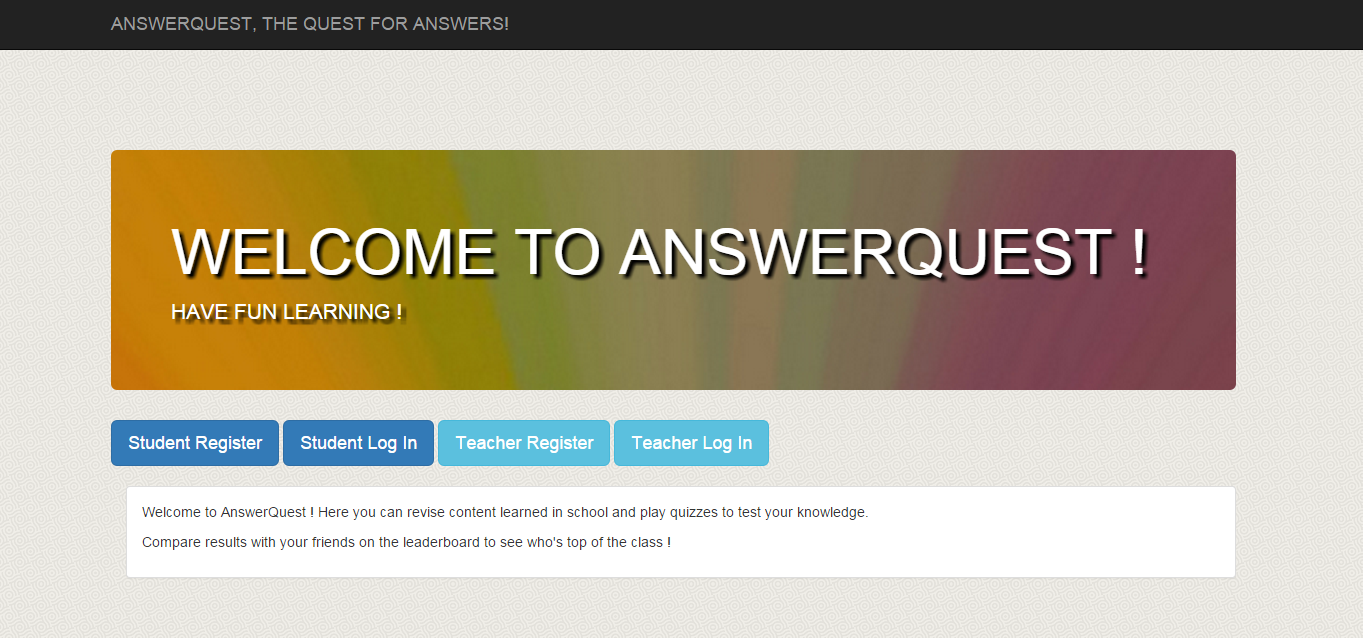 ANSWERQUEST, THE QUEST FOR ANSWERS!
WELCOME TO ANSWERQUEST !
HAVE FUN LEARNING !
Student Register Student Log In Teacher Register Teacher Log In
Welcome to AnswerQuest ! Here you can revise content learned in school and play quizzes to test your knowledge.
Compare results with your friends on the leaderboard to see who's top of the class !